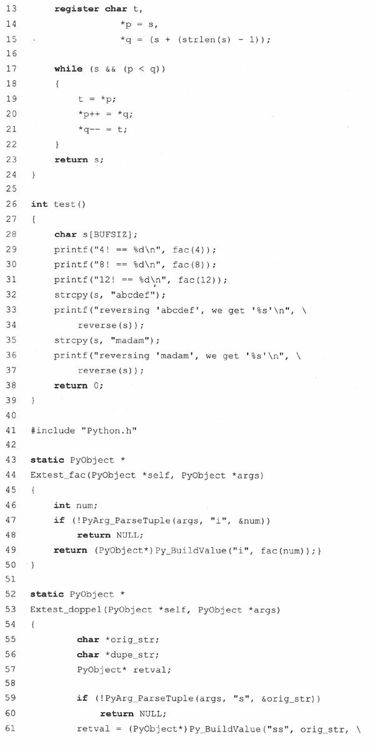 13 register char t,
14 *p = s,
15 *q = (s + (strlen(s) - 1));
16
17 while (s && (p < q))
18 {
19 t = *p;
20 *p++ = *q;
21 *q-- = t;
22 }
23 return s;
24 }
25
26 int test()
27 {
28 char s[BUFSIZ];
29 printf("4! == %d\n", fac(4));
30 printf("8! == %d\n", fac(8));
31 printf("12! == %d\n", fac(12));
32 strcpy(s, "abcdef");
33 printf("reversing 'abcdef', we get '%s'\n", \
34 reverse(s));
35 strcpy(s, "madam");
36 printf("reversing 'madam', we get '%s'\n", \
37 reverse(s));
38 return 0;
39 }
40
41 #include "Python.h"
42
43 static PyObject *
44 Extest_fac(PyObject *self, PyObject *args)
45 {
46 int num;
47 if (!PyArg_ParseTuple(args, "i", &num))
48 return NULL;
49 return (PyObject*)Py_BuildValue("i", fac(num));}
50 }
51
52 static PyObject *
53 Extest_doppel(PyObject *self, PyObject *args)
54 {
55 char *orig_str;
56 char *dupe_str;
57 PyObject* retval;
58
59 if (!PyArg_ParseTuple(args, "s", &orig_str))
60 return NULL;
61 retval = (PyObject*)Py_BuildValue("ss", orig_str, \